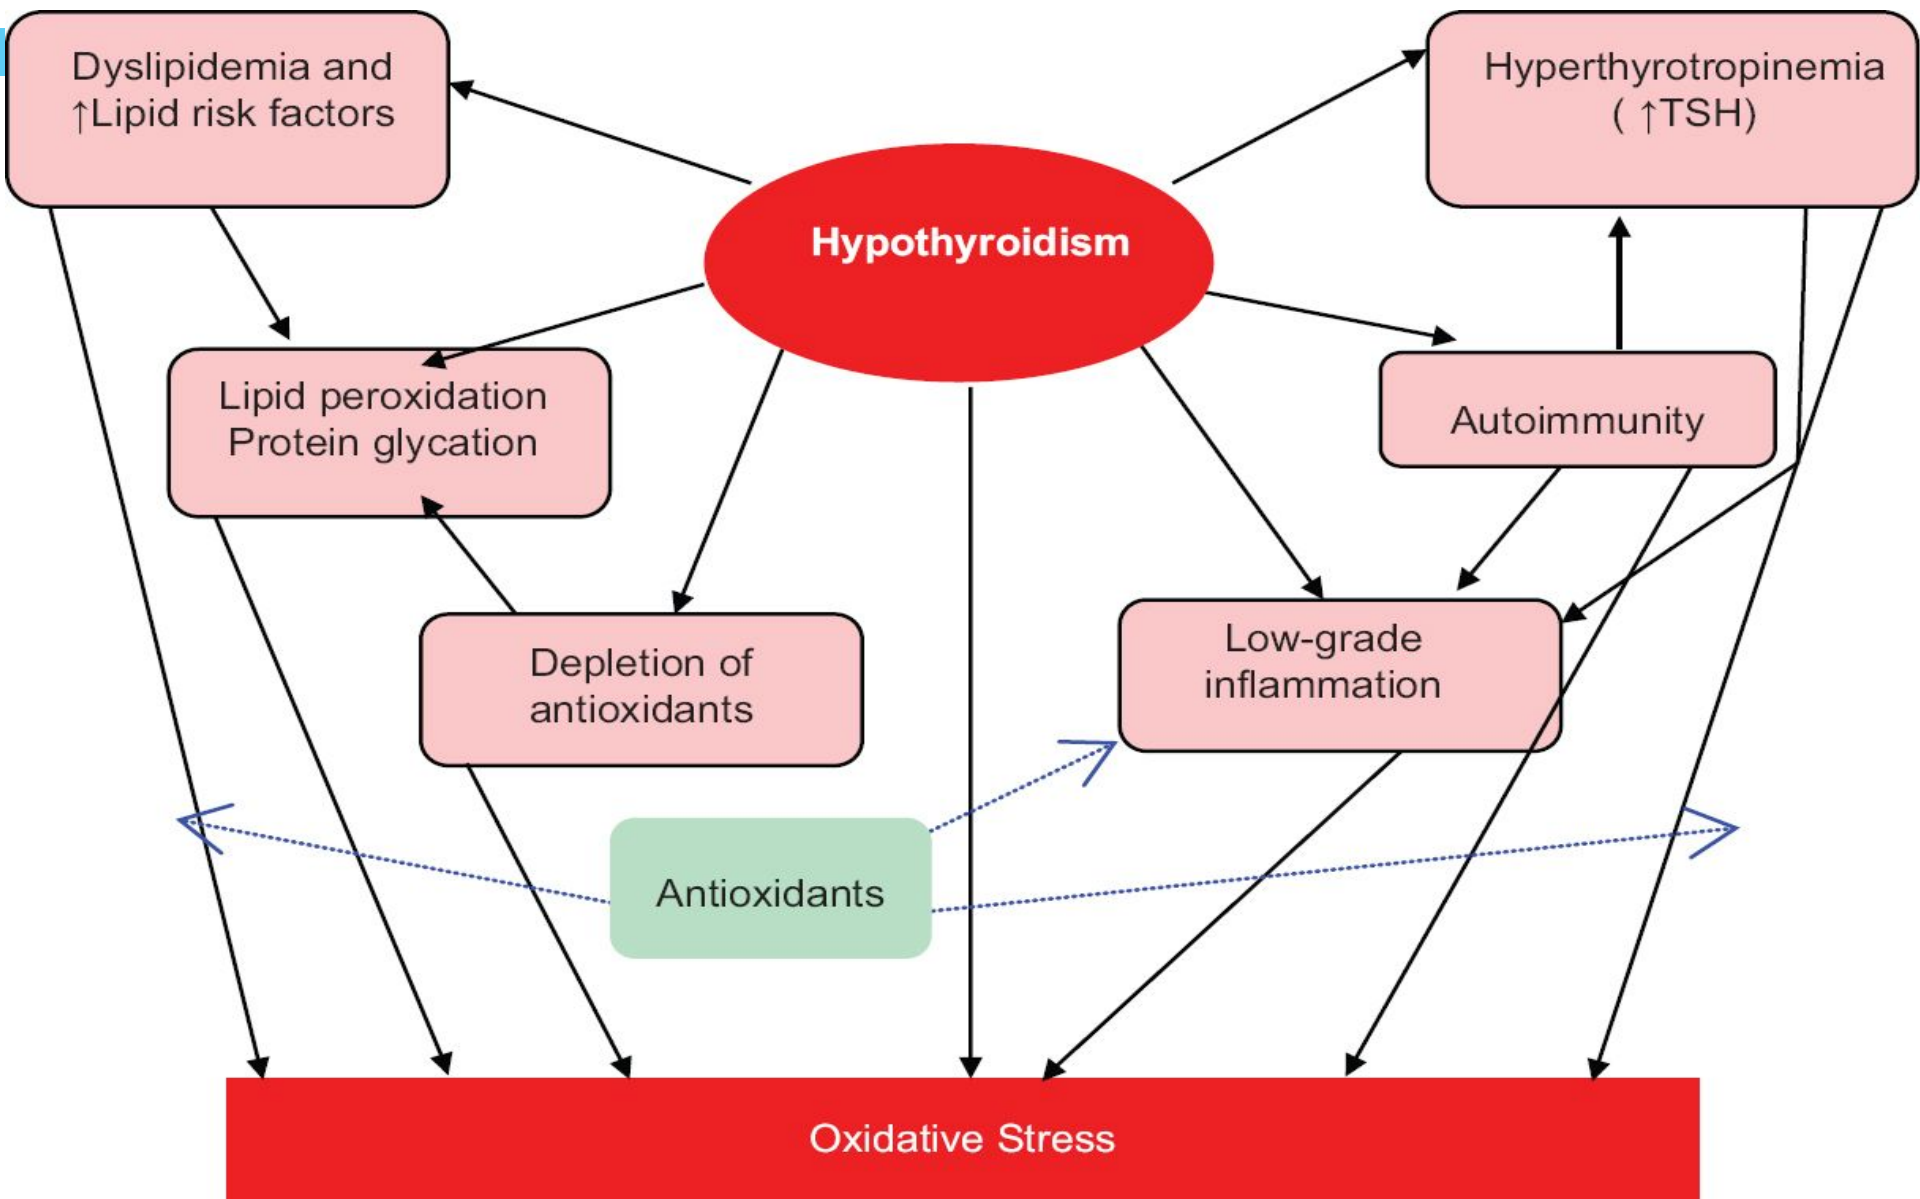 Dyslipidemia and
↑Lipid risk factors
Hyperthyrotropinemia
( ↑TSH)
Hypothyroidism
Lipid peroxidation
Protein glycation
Autoimmunity
Depletion of
antioxidants
Low-grade
inflammation
Antioxidants
Oxidative Stress